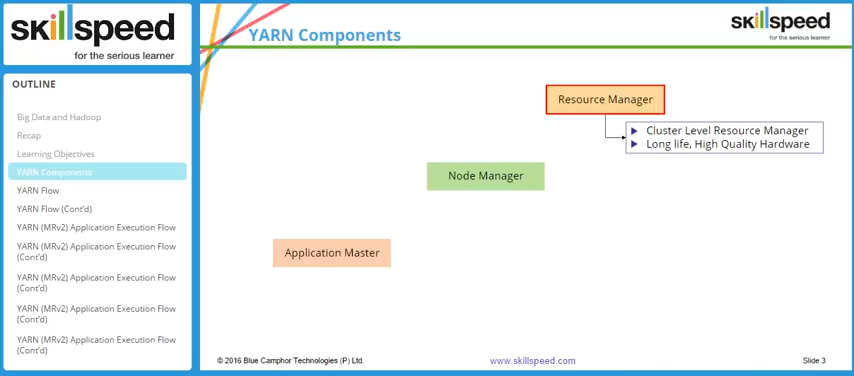 skillspeed
for the serious learner
OUTLINE
Big Data and Hadoop
Recap
Learning Objectives
YARN Components
YARN Flow
YARN Flow (Cont'd)
YARN (MRv2) Application Execution Flow
YARN (MRv2) Application Execution Flow
(Cont'd)
YARN (MRv2) Application Execution Flow
(Cont'd)
YARN (MRv2) Application Execution Flow
(Cont'd)
YARN (MRv2) Application Execution Flow
(Cont'd)
YARN Components
skillspeed
for the serious learner
Resource Manager
Cluster Level Resource Manager
Long life, High Quality Hardware
Node Manager
Application Master
© 2016 Blue Camphor Technologies (P) Ltd.
www.skillspeed.com
Slide 3